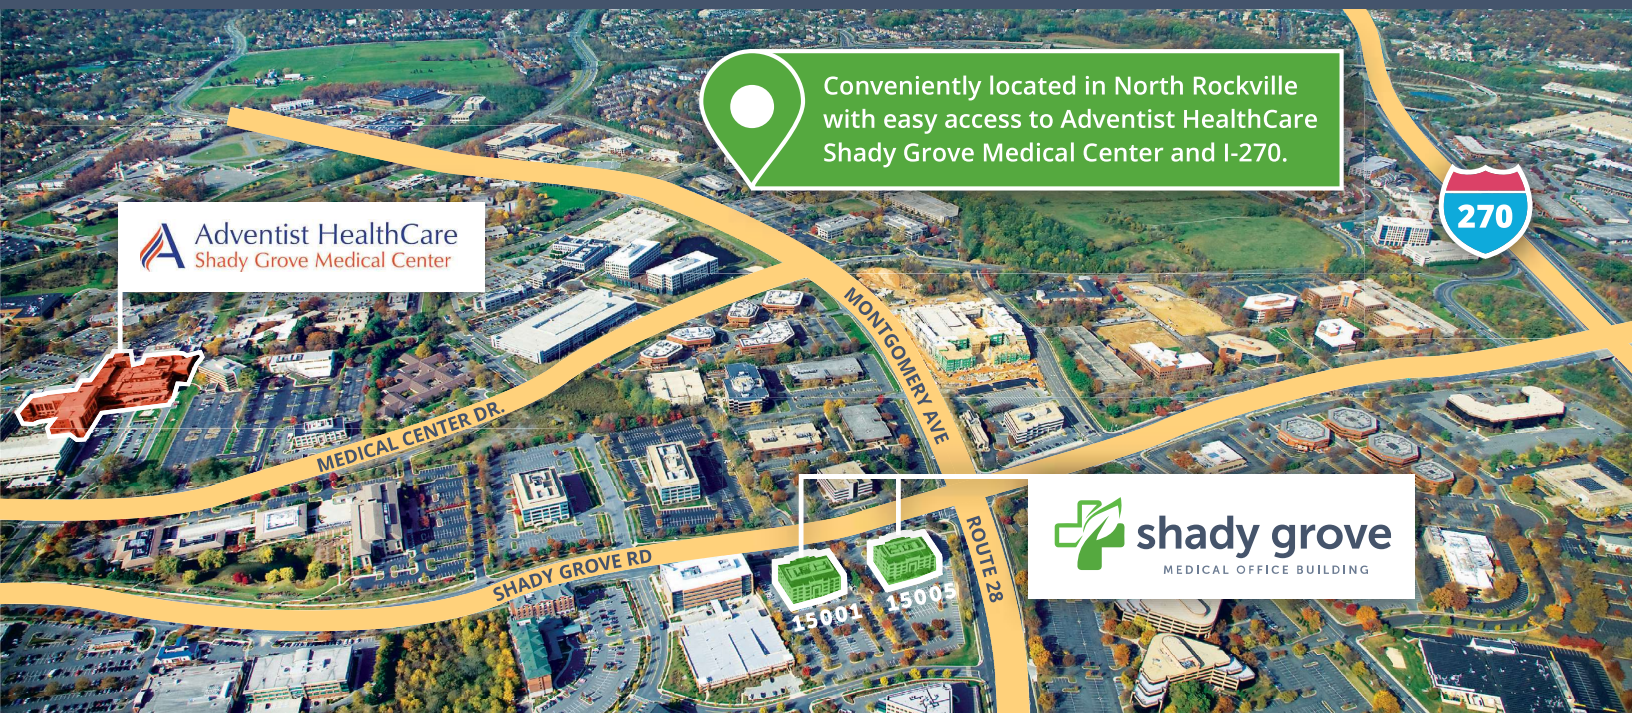 Conveniently located in North Rockville
with easy access to Adventist HealthCare
Shady Grove Medical Center and I-270.
270
Adventist HealthCare
Shady Grove Medical Center
MONTGOMERY AVE
MEDICAL CENTER DR.
SHADY GROVE RD
ROUTE 28
shady grove
MEDICAL OFFICE BUILDING
15001
15005